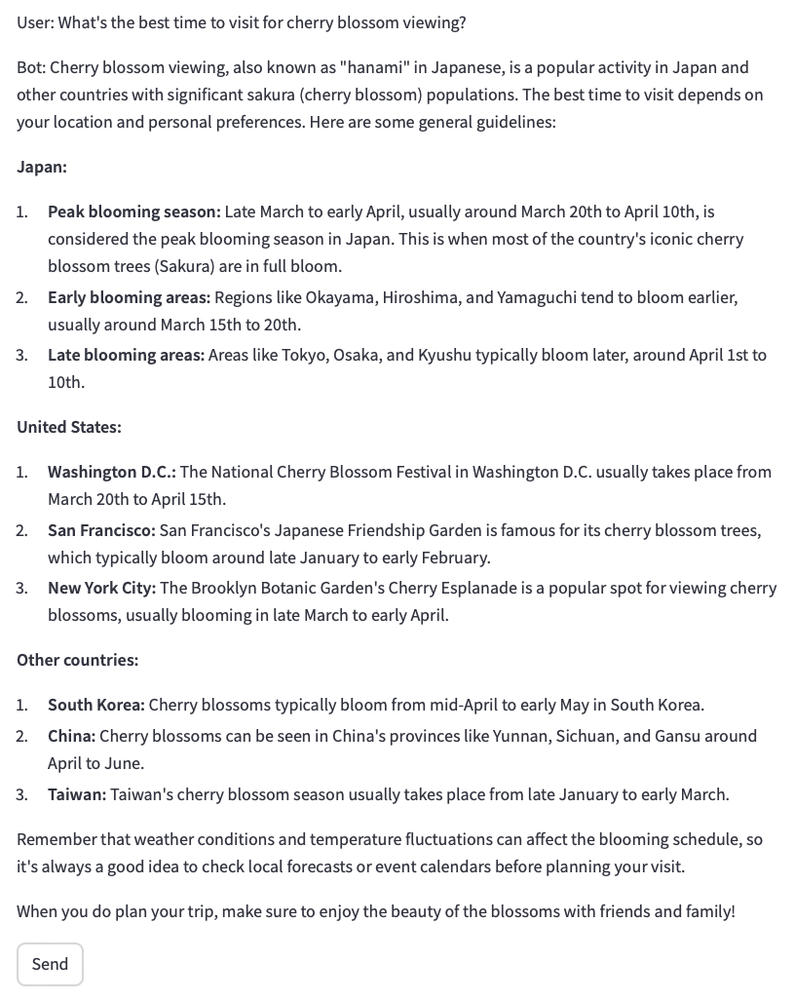 User: What's the best time to visit for cherry blossom viewing?
Bot: Cherry blossom viewing, also known as "hanami" in Japanese, is a popular activity in Japan and
other countries with significant sakura (cherry blossom) populations. The best time to visit depends on
your location and personal preferences. Here are some general guidelines:
Japan:
1. Peak blooming season: Late March to early April, usually around March 20th to April 10th, is
considered the peak blooming season in Japan. This is when most of the country's iconic cherry
blossom trees (Sakura) are in full bloom.
2. Early blooming areas: Regions like Okayama, Hiroshima, and Yamaguchi tend to bloom earlier,
usually around March 15th to 20th.
3. Late blooming areas: Areas like Tokyo, Osaka, and Kyushu typically bloom later, around April 1st to
10th.
United States:
1. Washington D.C.: The National Cherry Blossom Festival in Washington D.C. usually takes place from
March 20th to April 15th.
2. San Francisco: San Francisco's Japanese Friendship Garden is famous for its cherry blossom trees,
which typically bloom around late January to early February.
3. New York City: The Brooklyn Botanic Garden's Cherry Esplanade is a popular spot for viewing cherry
blossoms, usually blooming in late March to early April.
Other countries:
1. South Korea: Cherry blossoms typically bloom from mid-April to early May in South Korea.
2. China: Cherry blossoms can be seen in China's provinces like Yunnan, Sichuan, and Gansu around
April to June.
3. Taiwan: Taiwan's cherry blossom season usually takes place from late January to early March.
Remember that weather conditions and temperature fluctuations can affect the blooming schedule, so
it's always a good idea to check local forecasts or event calendars before planning your visit.
When you do plan your trip, make sure to enjoy the beauty of the blossoms with friends and family!
Send